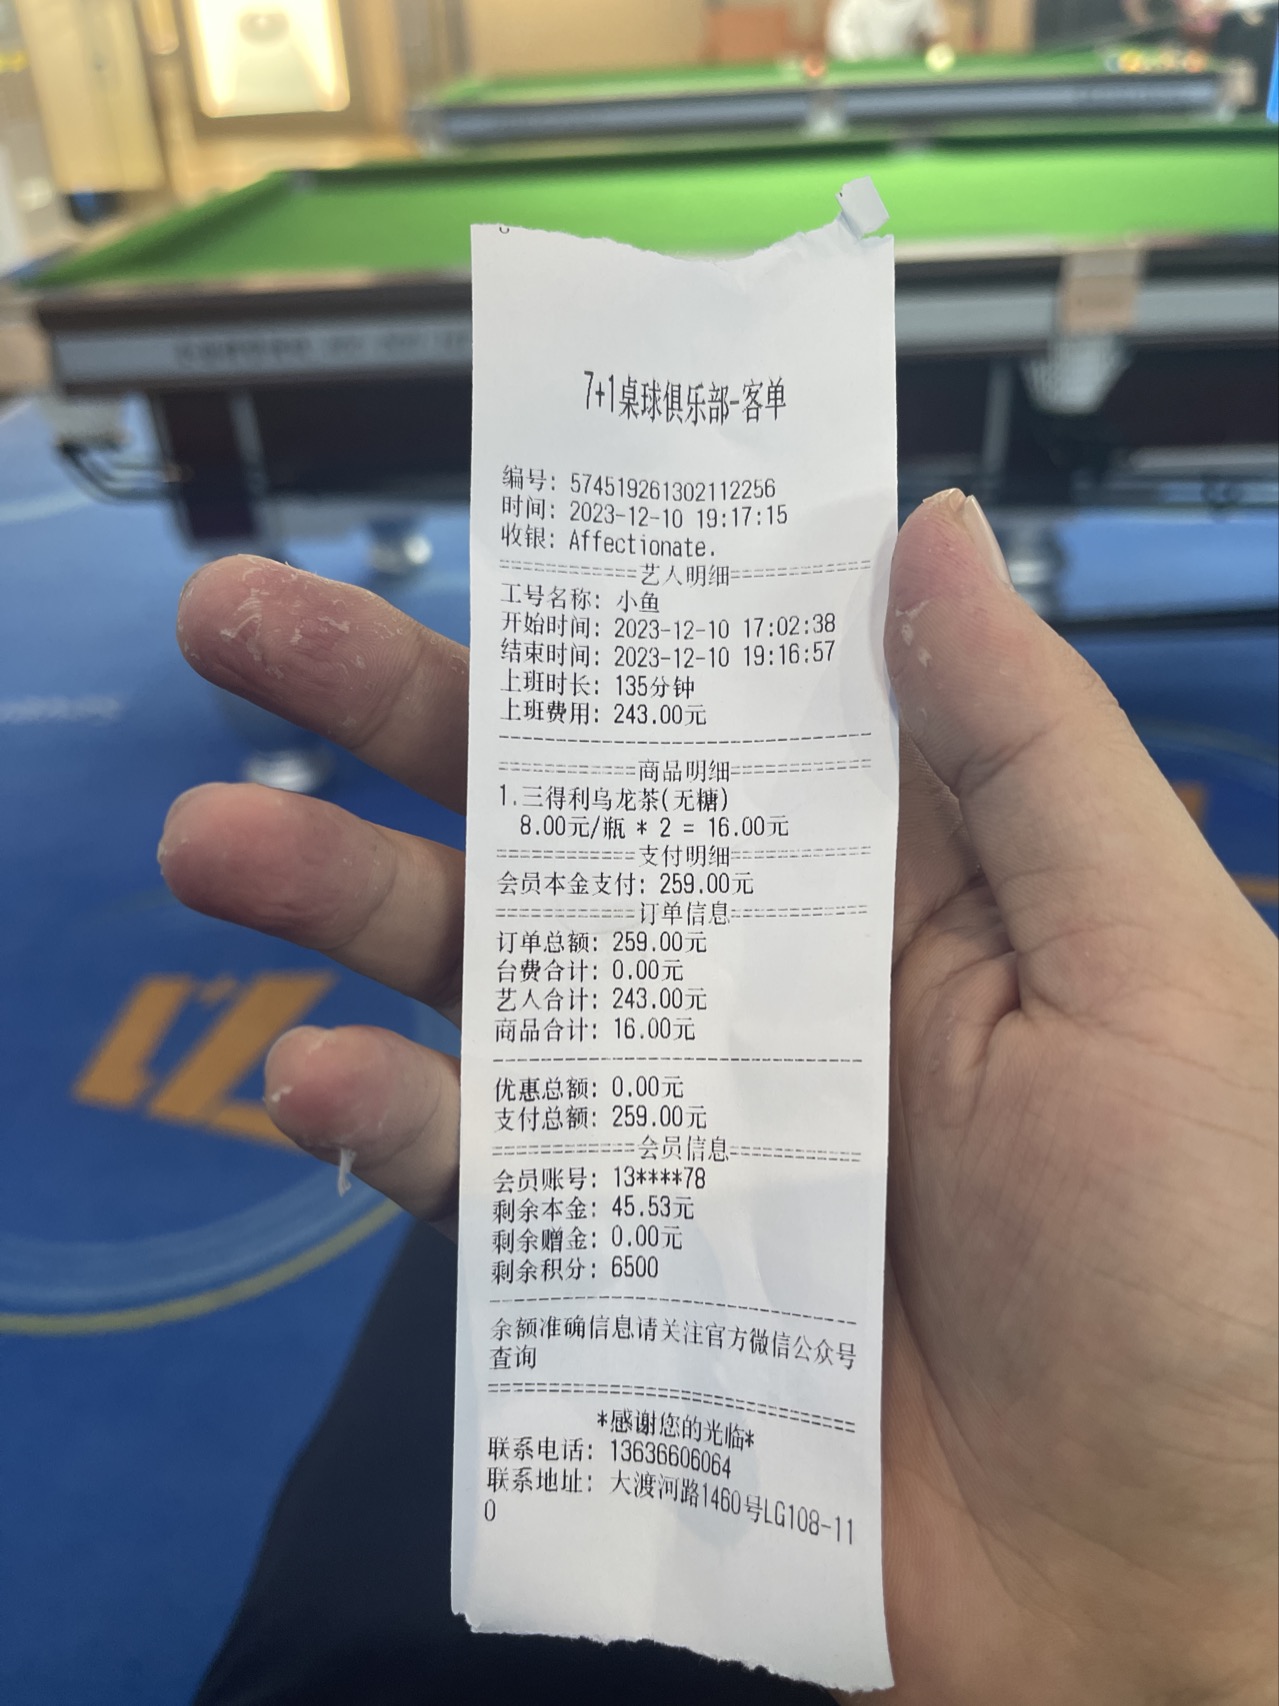 7+1桌球俱乐部-客单
编号: 574519261302112256
时间: 2023-12-10 19:17:15
收银: Affectionate.
============艺人明细============
工号名称: 小鱼
开始时间: 2023-12-10 17:02:38
结束时间: 2023-12-10 19:16:57
上班时长: 135分钟
上班费用: 243.00元
--------------------------------
============商品明细============
1.三得利乌龙茶(无糖)
8.00元/瓶 * 2 = 16.00元
============支付明细============
会员本金支付: 259.00元
============订单信息============
订单总额: 259.00元
台费合计: 0.00元
艺人合计: 243.00元
商品合计: 16.00元
--------------------------------
优惠总额: 0.00元
支付总额: 259.00元
============会员信息============
会员账号: 13****78
剩余本金: 45.53元
剩余赠金: 0.00元
剩余积分: 6500
--------------------------------
余额准确信息请关注官方微信公众号
查询
================================
*感谢您的光临*
联系电话: 13636606064
联系地址: 大渡河路1460号LG108-11
0